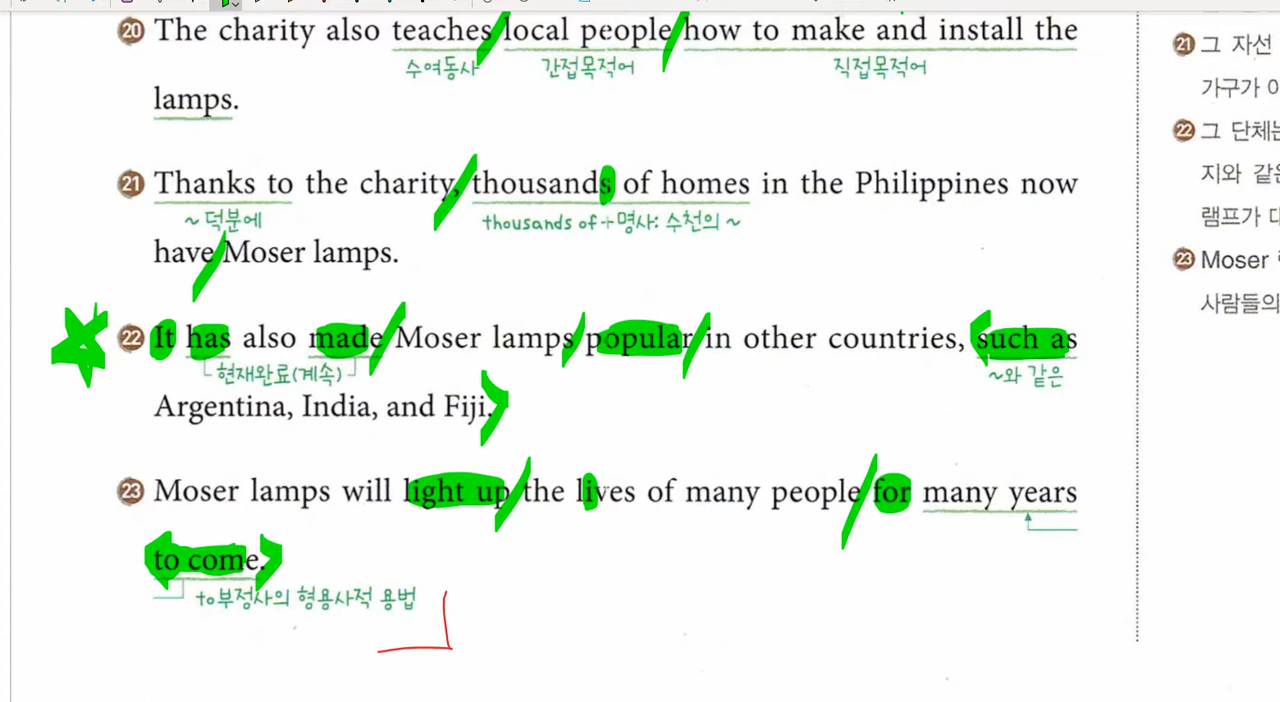 20 The charity also teaches local people how to make and install the
수여동사 간접목적어 직접목적어
lamps.
21 Thanks to the charity, thousands of homes in the Philippines now
~ 덕분에 thousands of+명사: 수천의 ~
have Moser lamps.
22 It has also made Moser lamps popular in other countries, such as
현재완료(계속) ~와 같은
Argentina, India, and Fiji.
23 Moser lamps will light up the lives of many people for many years
to come.
to부정사의 형용사적 용법
21 그 자선
가구가
22 그 단체는
지와 같은
램프가
23 Moser
사람들의